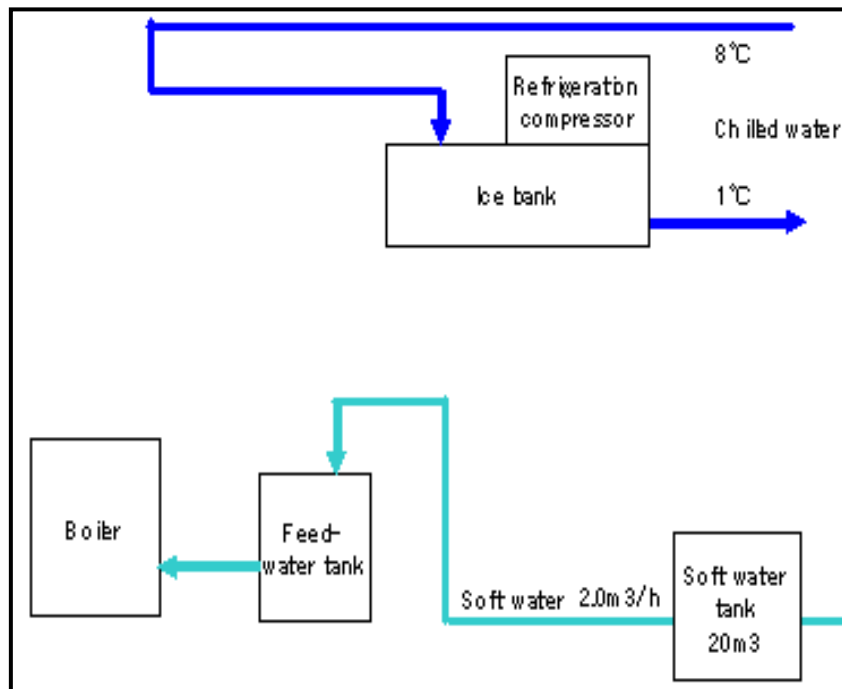 8℃
Refrigeration
compressor
Chilled water
Ice bank
1℃
Boiler
Feed-
water tank
Soft water 2.0m3/h
Soft water
tank
20m3